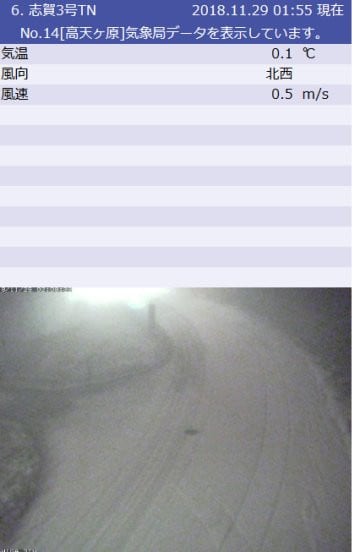 6. 志賀3号TN 2018.11.29 01:55 現在
No.14[高天ヶ原]気象局データを表示しています。
気温 0.1 ℃
風向 北西
風速 0.5 m/s